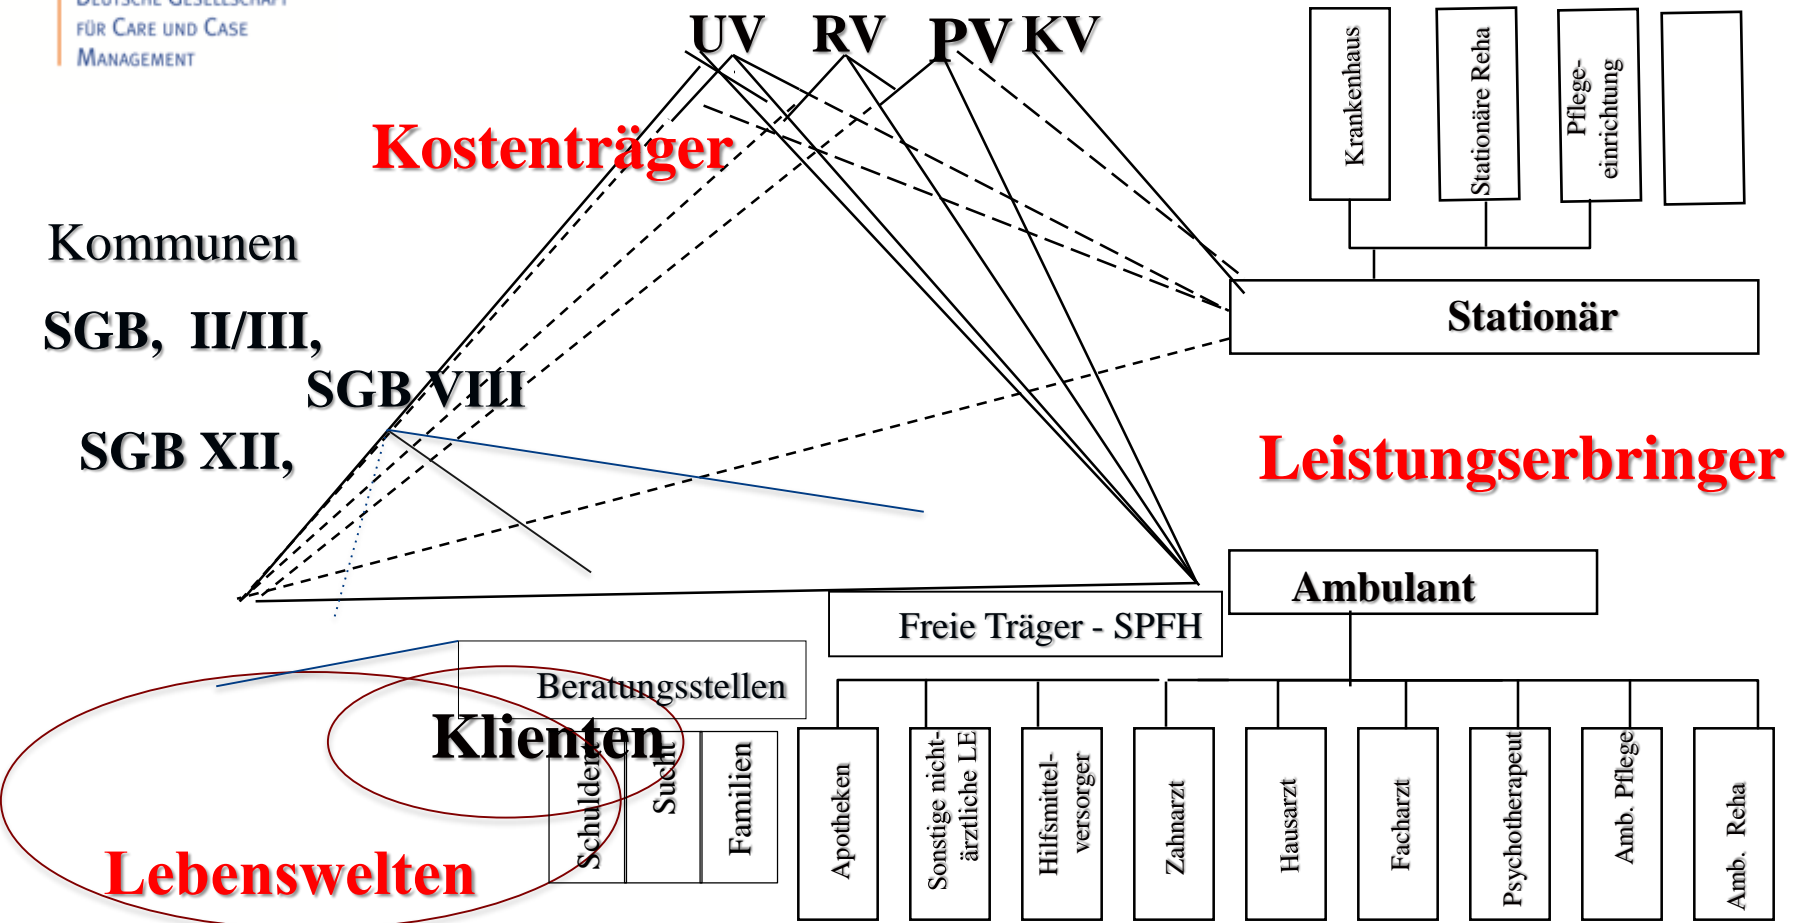 DEUTSCHE GESELLSCHAFT
FÜR CARE UND CASE
MANAGEMENT
UV RV PV KV
Kostenträger
Kommunen
SGB, II/III,
SGB VIII
SGB XII,
Krankenhaus
Stationäre Reha
Pflege-
einrichtung
Stationär
Leistungserbringer
Ambulant
Freie Träger - SPFH
Beratungsstellen
Klienten
Schulden
Sucht
Familien
Lebenswelten
Apotheken
Sonstige nicht-
ärztliche LE
Hilfsmittel-
versorger
Zahnarzt
Hausarzt
Facharzt
Psychotherapeut
Amb. Pflege
Amb. Reha